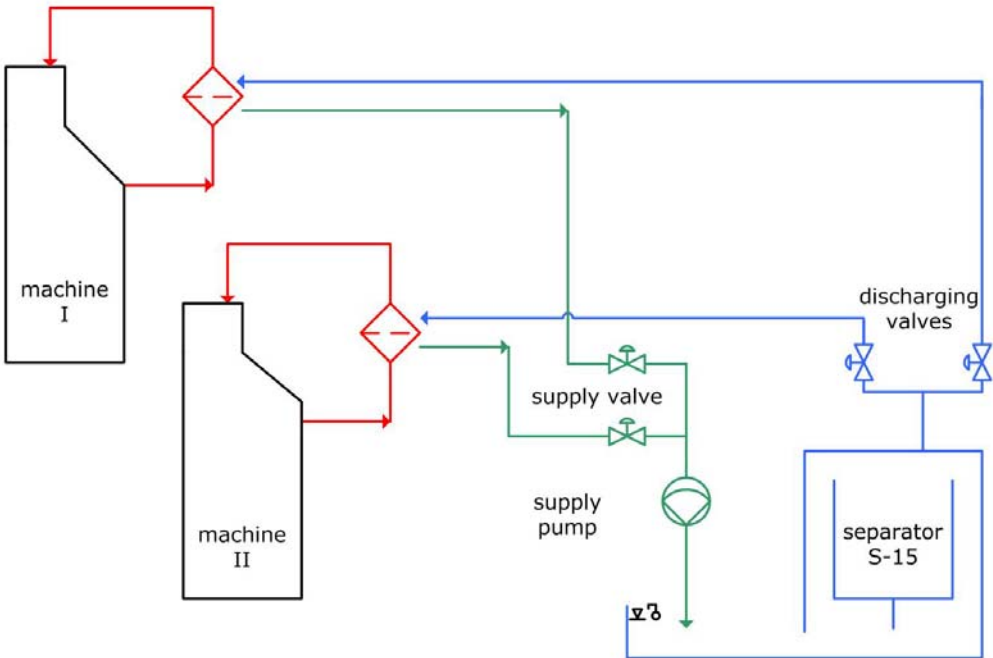 machine
I
discharging
valves
supply valve
supply
pump
machine
II
separator
S-15